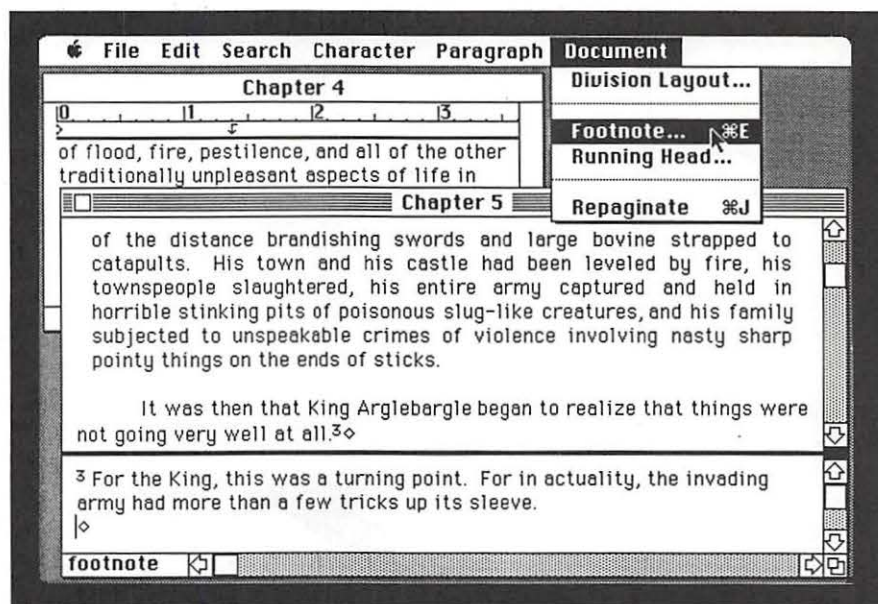 File Edit Search Character Paragraph Document
Division Layout...
Footnote... ⌘E
Running Head...
Repaginate ⌘J
Chapter 4
0 1 2 3
of flood, fire, pestilence, and all of the other
traditionally unpleasant aspects of life in
Chapter 5
of the distance brandishing swords and large bovine strapped to
catapults. His town and his castle had been leveled by fire, his
townspeople slaughtered, his entire army captured and held in
horrible stinking pits of poisonous slug-like creatures, and his family
subjected to unspeakable crimes of violence involving nasty sharp
pointy things on the ends of sticks.
It was then that King Arglebargle began to realize that things were
not going very well at all.³◇
³ For the King, this was a turning point. For in actuality, the invading
army had more than a few tricks up its sleeve.
◇
footnote